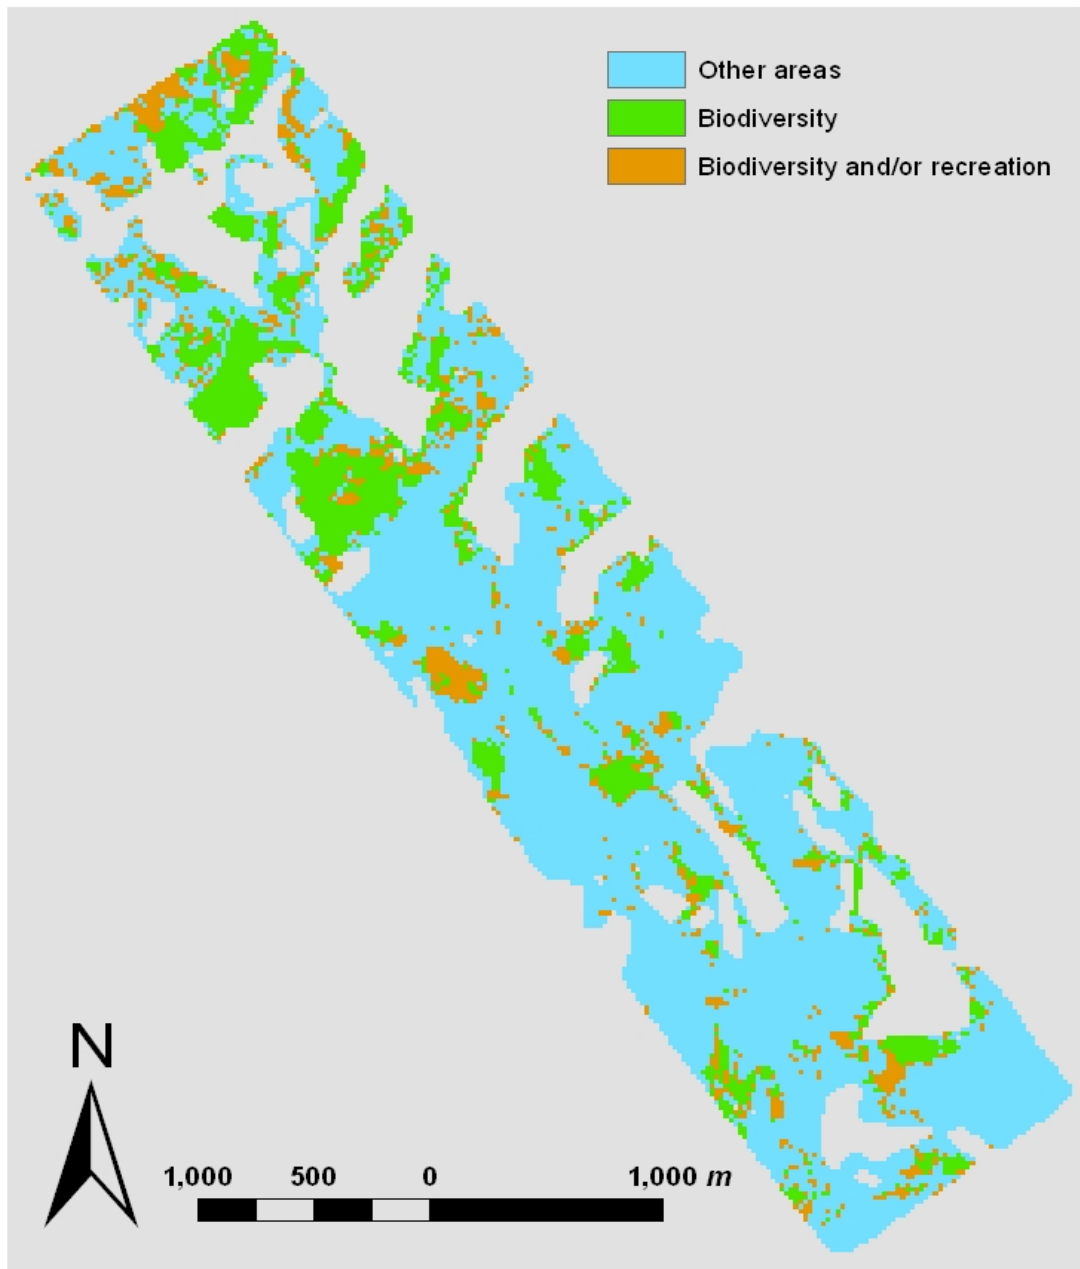 Other areas
Biodiversity
Biodiversity and/or recreation
N
1,000 500 0 1,000 m